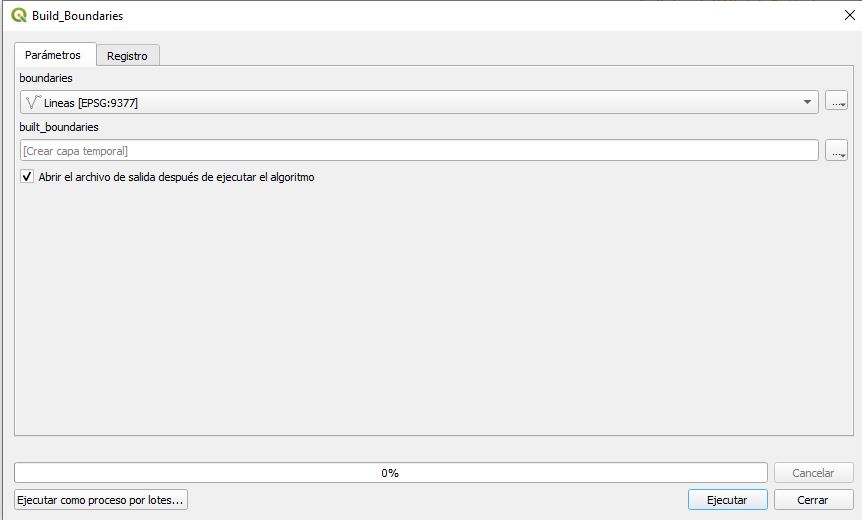 Build_Boundaries
Parámetros
Registro
boundaries
Lineas [EPSG:9377]
...
built_boundaries
[Crear capa temporal]
...
Abrir el archivo de salida después de ejecutar el algoritmo
0%
Cancelar
Ejecutar como proceso por lotes...
Ejecutar
Cerrar